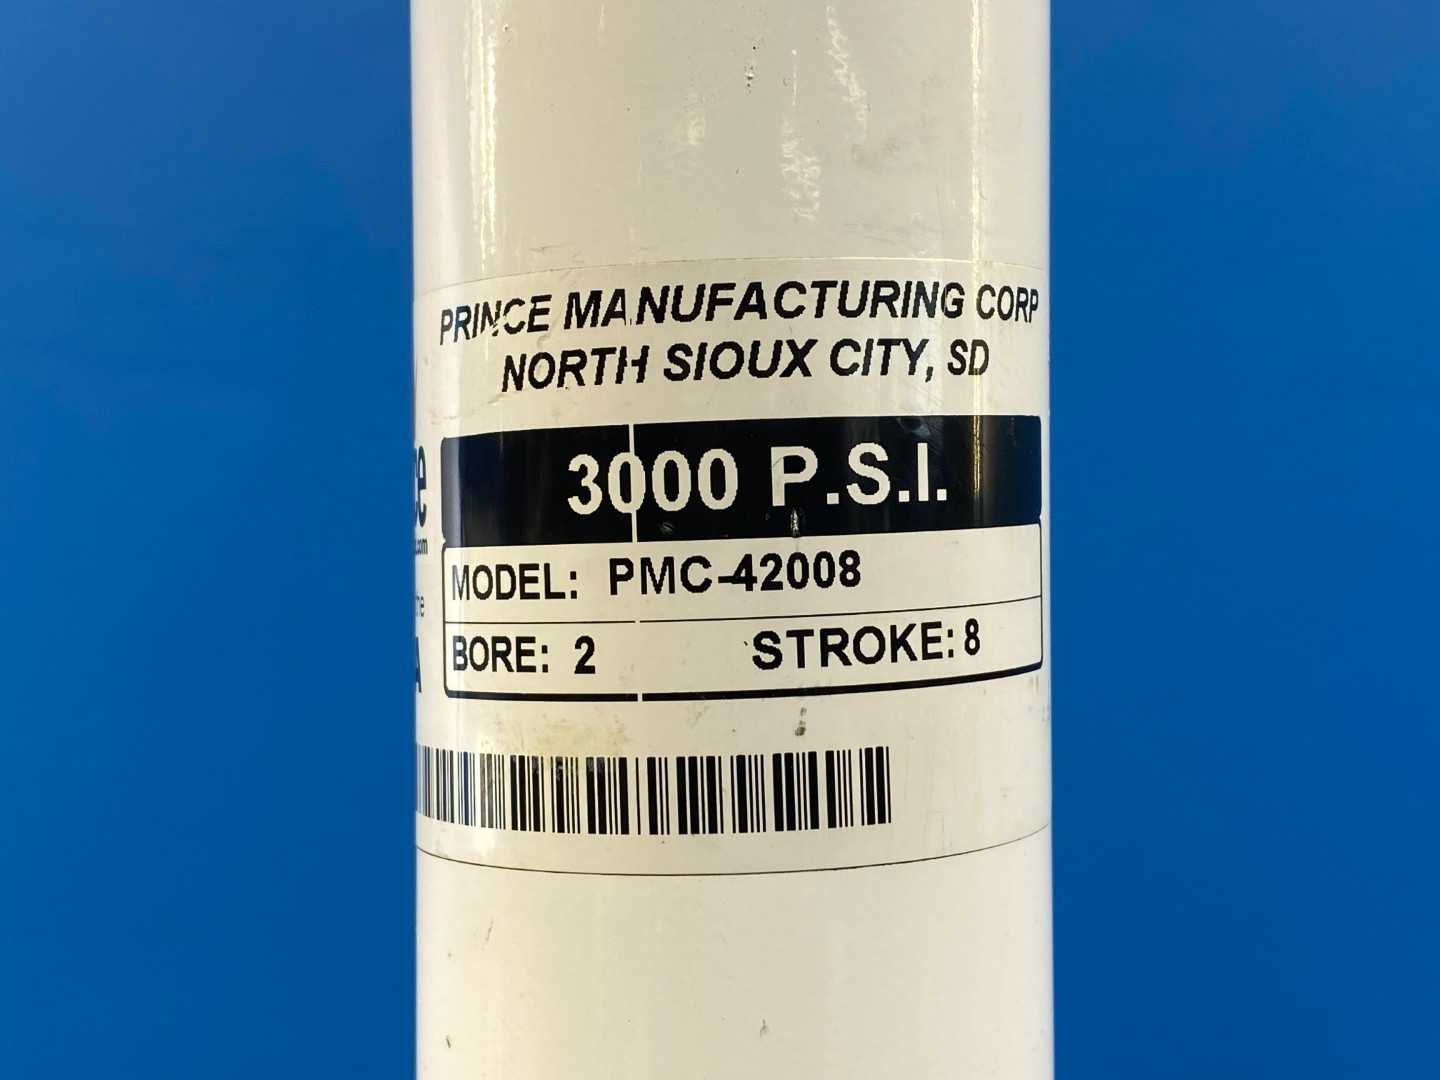 PRINCE MANUFACTURING CORP
NORTH SIOUX CITY, SD
3000 P.S.I.
MODEL: PMC-42008
BORE: 2 STROKE: 8